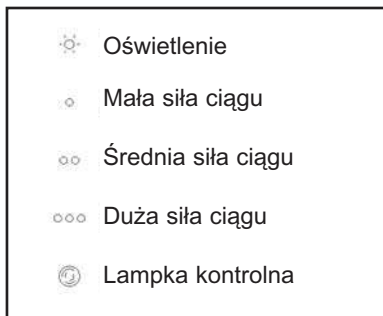 Oświetlenie
Mała siła ciągu
Średnia siła ciągu
Duża siła ciągu
Lampka kontrolna